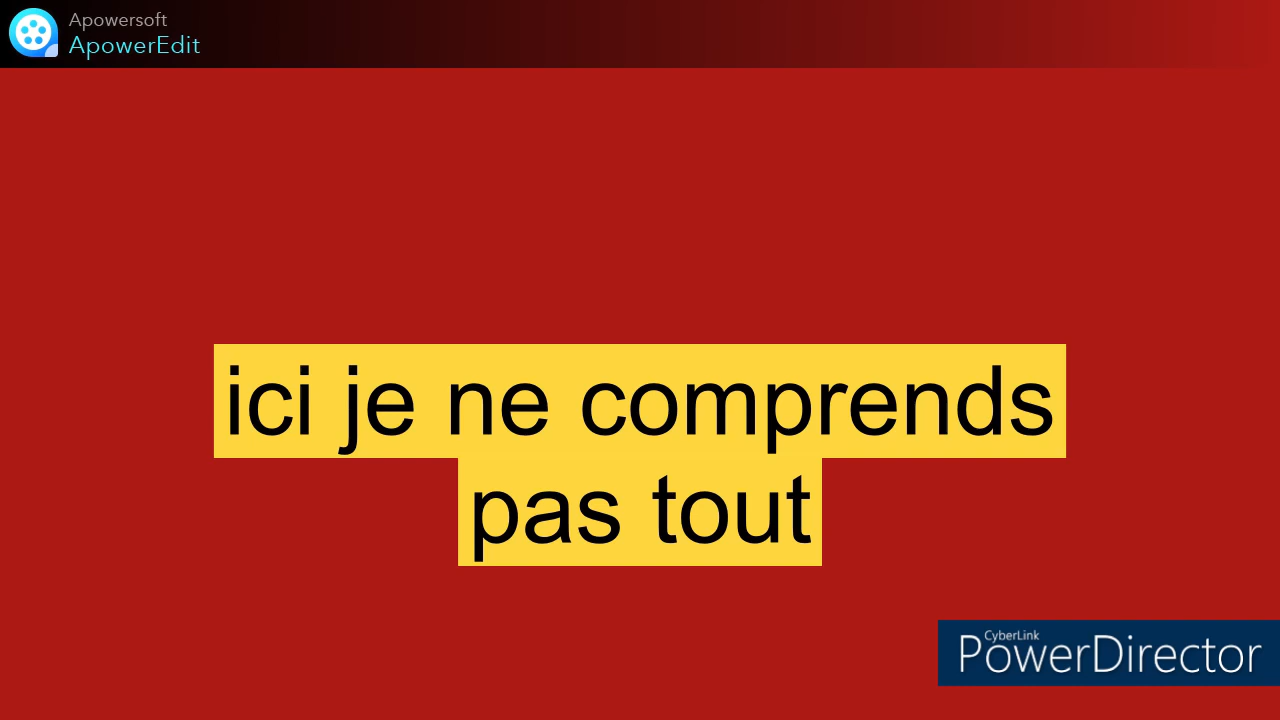 Apowersoft
ApowerEdit
ici je ne comprends
pas tout
CyberLink
PowerDirector